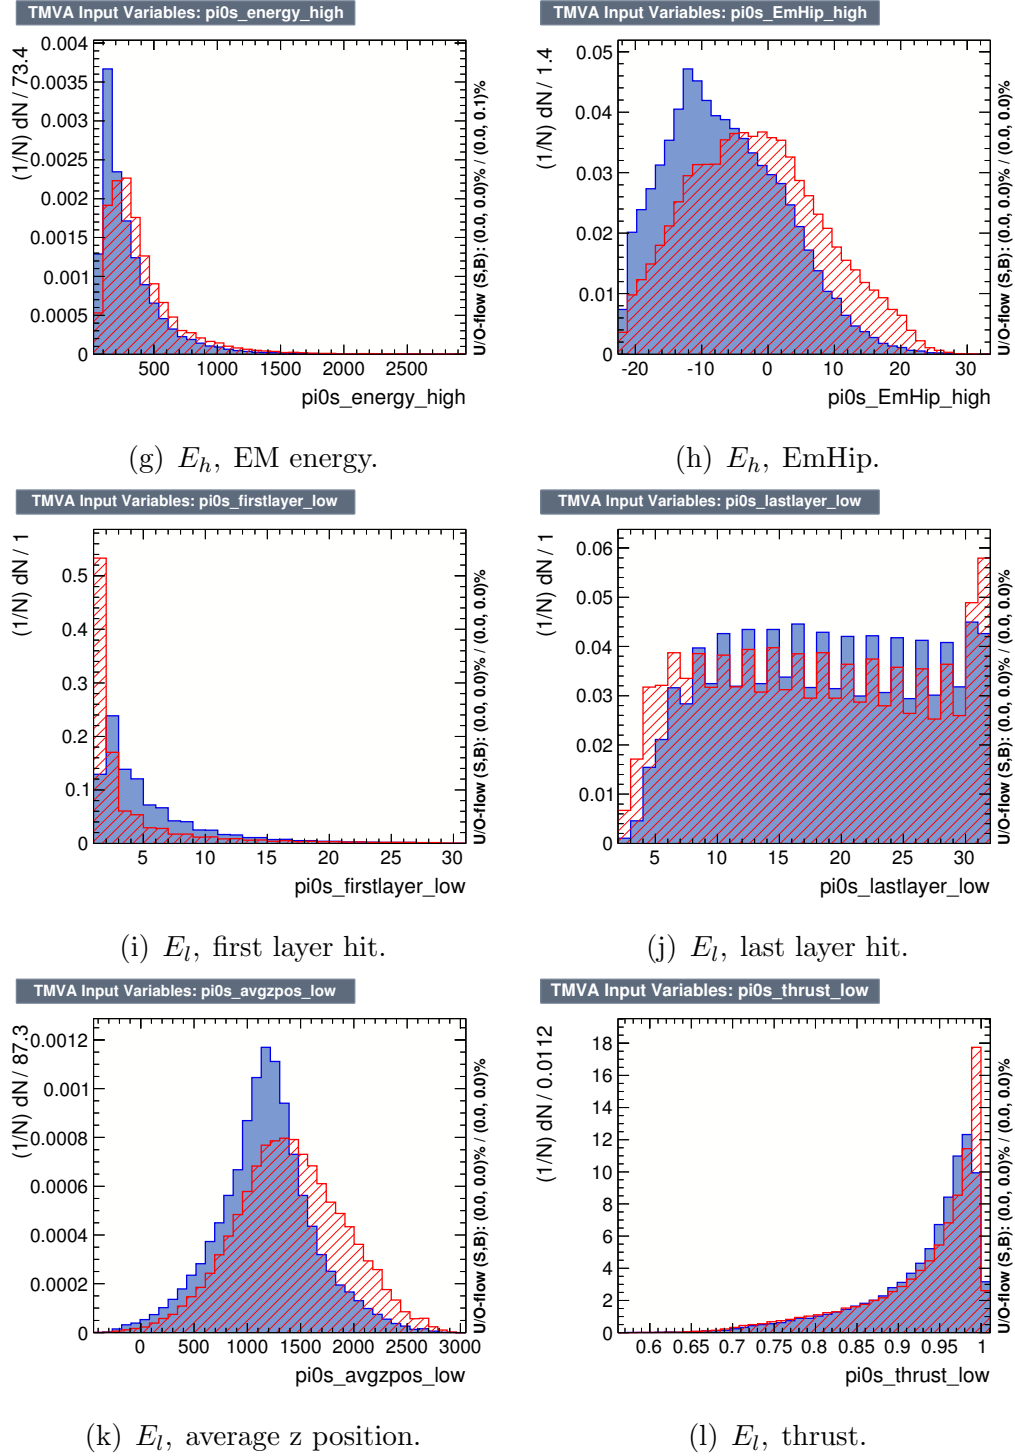 TMVA Input Variables: pi0s_energy_high
(1/N) dN / 73.4
0.004
0.0035
0.003
0.0025
0.002
0.0015
0.001
0.0005
0
500 1000 1500 2000 2500
pi0s_energy_high
U/O-flow (S,B): (0.0, 0.0)% / (0.0, 0.1)%
(g) E_h, EM energy.
TMVA Input Variables: pi0s_EmHip_high
(1/N) dN / 1.4
0.05
0.04
0.03
0.02
0.01
0
-20 -10 0 10 20 30
pi0s_EmHip_high
U/O-flow (S,B): (0.0, 0.0)% / (0.0, 0.0)%
(h) E_h, EmHip.
TMVA Input Variables: pi0s_firstlayer_low
(1/N) dN / 1
0.5
0.4
0.3
0.2
0.1
0
5 10 15 20 25 30
pi0s_firstlayer_low
U/O-flow (S,B): (0.0, 0.0)% / (0.0, 0.0)%
(i) E_l, first layer hit.
TMVA Input Variables: pi0s_lastlayer_low
(1/N) dN / 1
0.06
0.05
0.04
0.03
0.02
0.01
0
5 10 15 20 25 30
pi0s_lastlayer_low
U/O-flow (S,B): (0.0, 0.0)% / (0.0, 0.0)%
(j) E_l, last layer hit.
TMVA Input Variables: pi0s_avgzpos_low
(1/N) dN / 87.3
0.0012
0.001
0.0008
0.0006
0.0004
0.0002
0
0 500 1000 1500 2000 2500 3000
pi0s_avgzpos_low
U/O-flow (S,B): (0.0, 0.0)% / (0.0, 0.0)%
(k) E_l, average z position.
TMVA Input Variables: pi0s_thrust_low
(1/N) dN / 0.0112
18
16
14
12
10
8
6
4
2
0
0.6 0.65 0.7 0.75 0.8 0.85 0.9 0.95 1
pi0s_thrust_low
U/O-flow (S,B): (0.0, 0.0)% / (0.0, 0.0)%
(l) E_l, thrust.